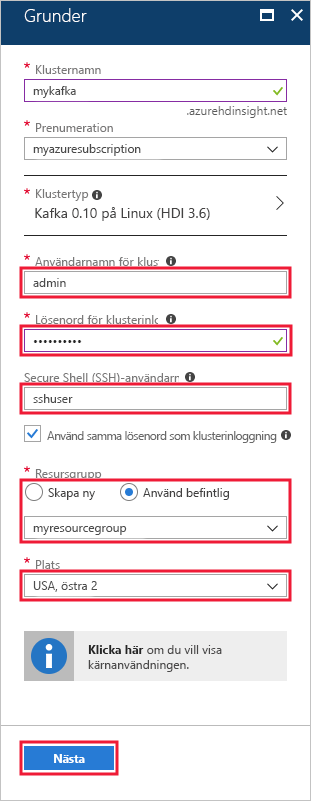 Grunder
* Klusternamn
mykafka
.azurehdinsight.net
* Prenumeration
myazuresubscription
* Klustertyp
Kafka 0.10 på Linux (HDI 3.6)
* Användarnamn för klus
admin
* Lösenord för klusterinlo
••••••••••
Secure Shell (SSH)-användarn
sshuser
Använd samma lösenord som klusterinloggning
* Resursgrupp
Skapa ny Använd befintlig
myresourcegroup
* Plats
USA, östra 2
Klicka här om du vill visa
kärnanvändningen.
Nästa